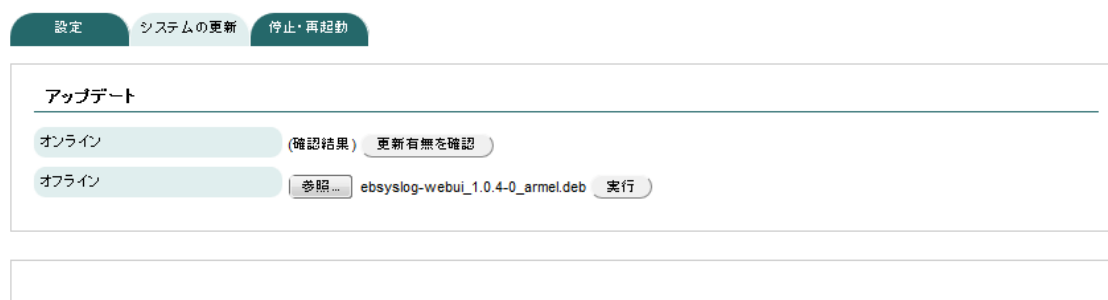 設定 システムの更新 停止・再起動
アップデート
オンライン (確認結果) 更新有無を確認
オフライン 参照... ebsyslog-webui_1.0.4-0_armel.deb 実行